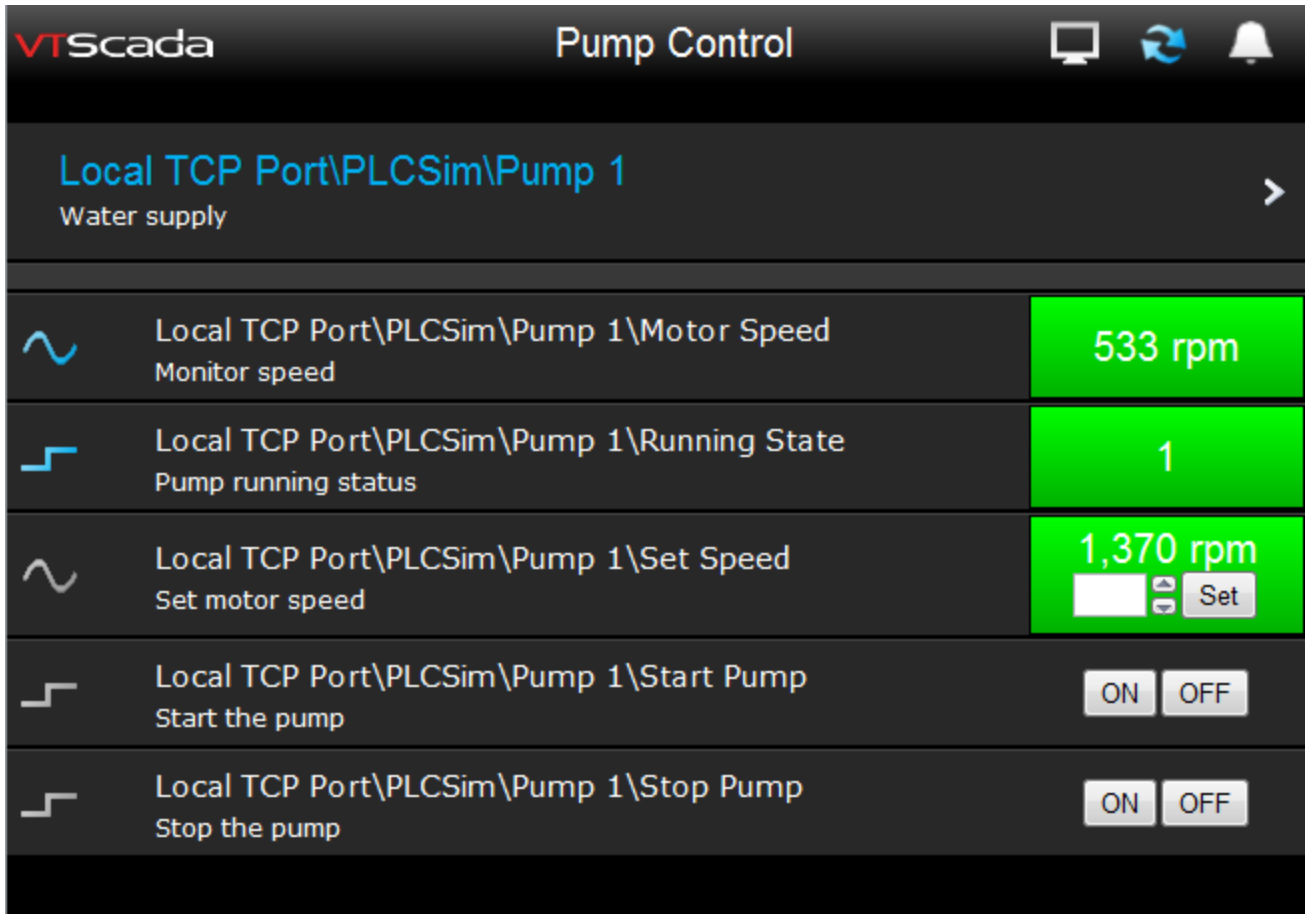 VTScada
Pump Control
Local TCP Port\PLCSim\Pump 1
Water supply
Local TCP Port\PLCSim\Pump 1\Motor Speed
Monitor speed
533 rpm
Local TCP Port\PLCSim\Pump 1\Running State
Pump running status
1
Local TCP Port\PLCSim\Pump 1\Set Speed
Set motor speed
1,370 rpm
Set
Local TCP Port\PLCSim\Pump 1\Start Pump
Start the pump
ON OFF
Local TCP Port\PLCSim\Pump 1\Stop Pump
Stop the pump
ON OFF